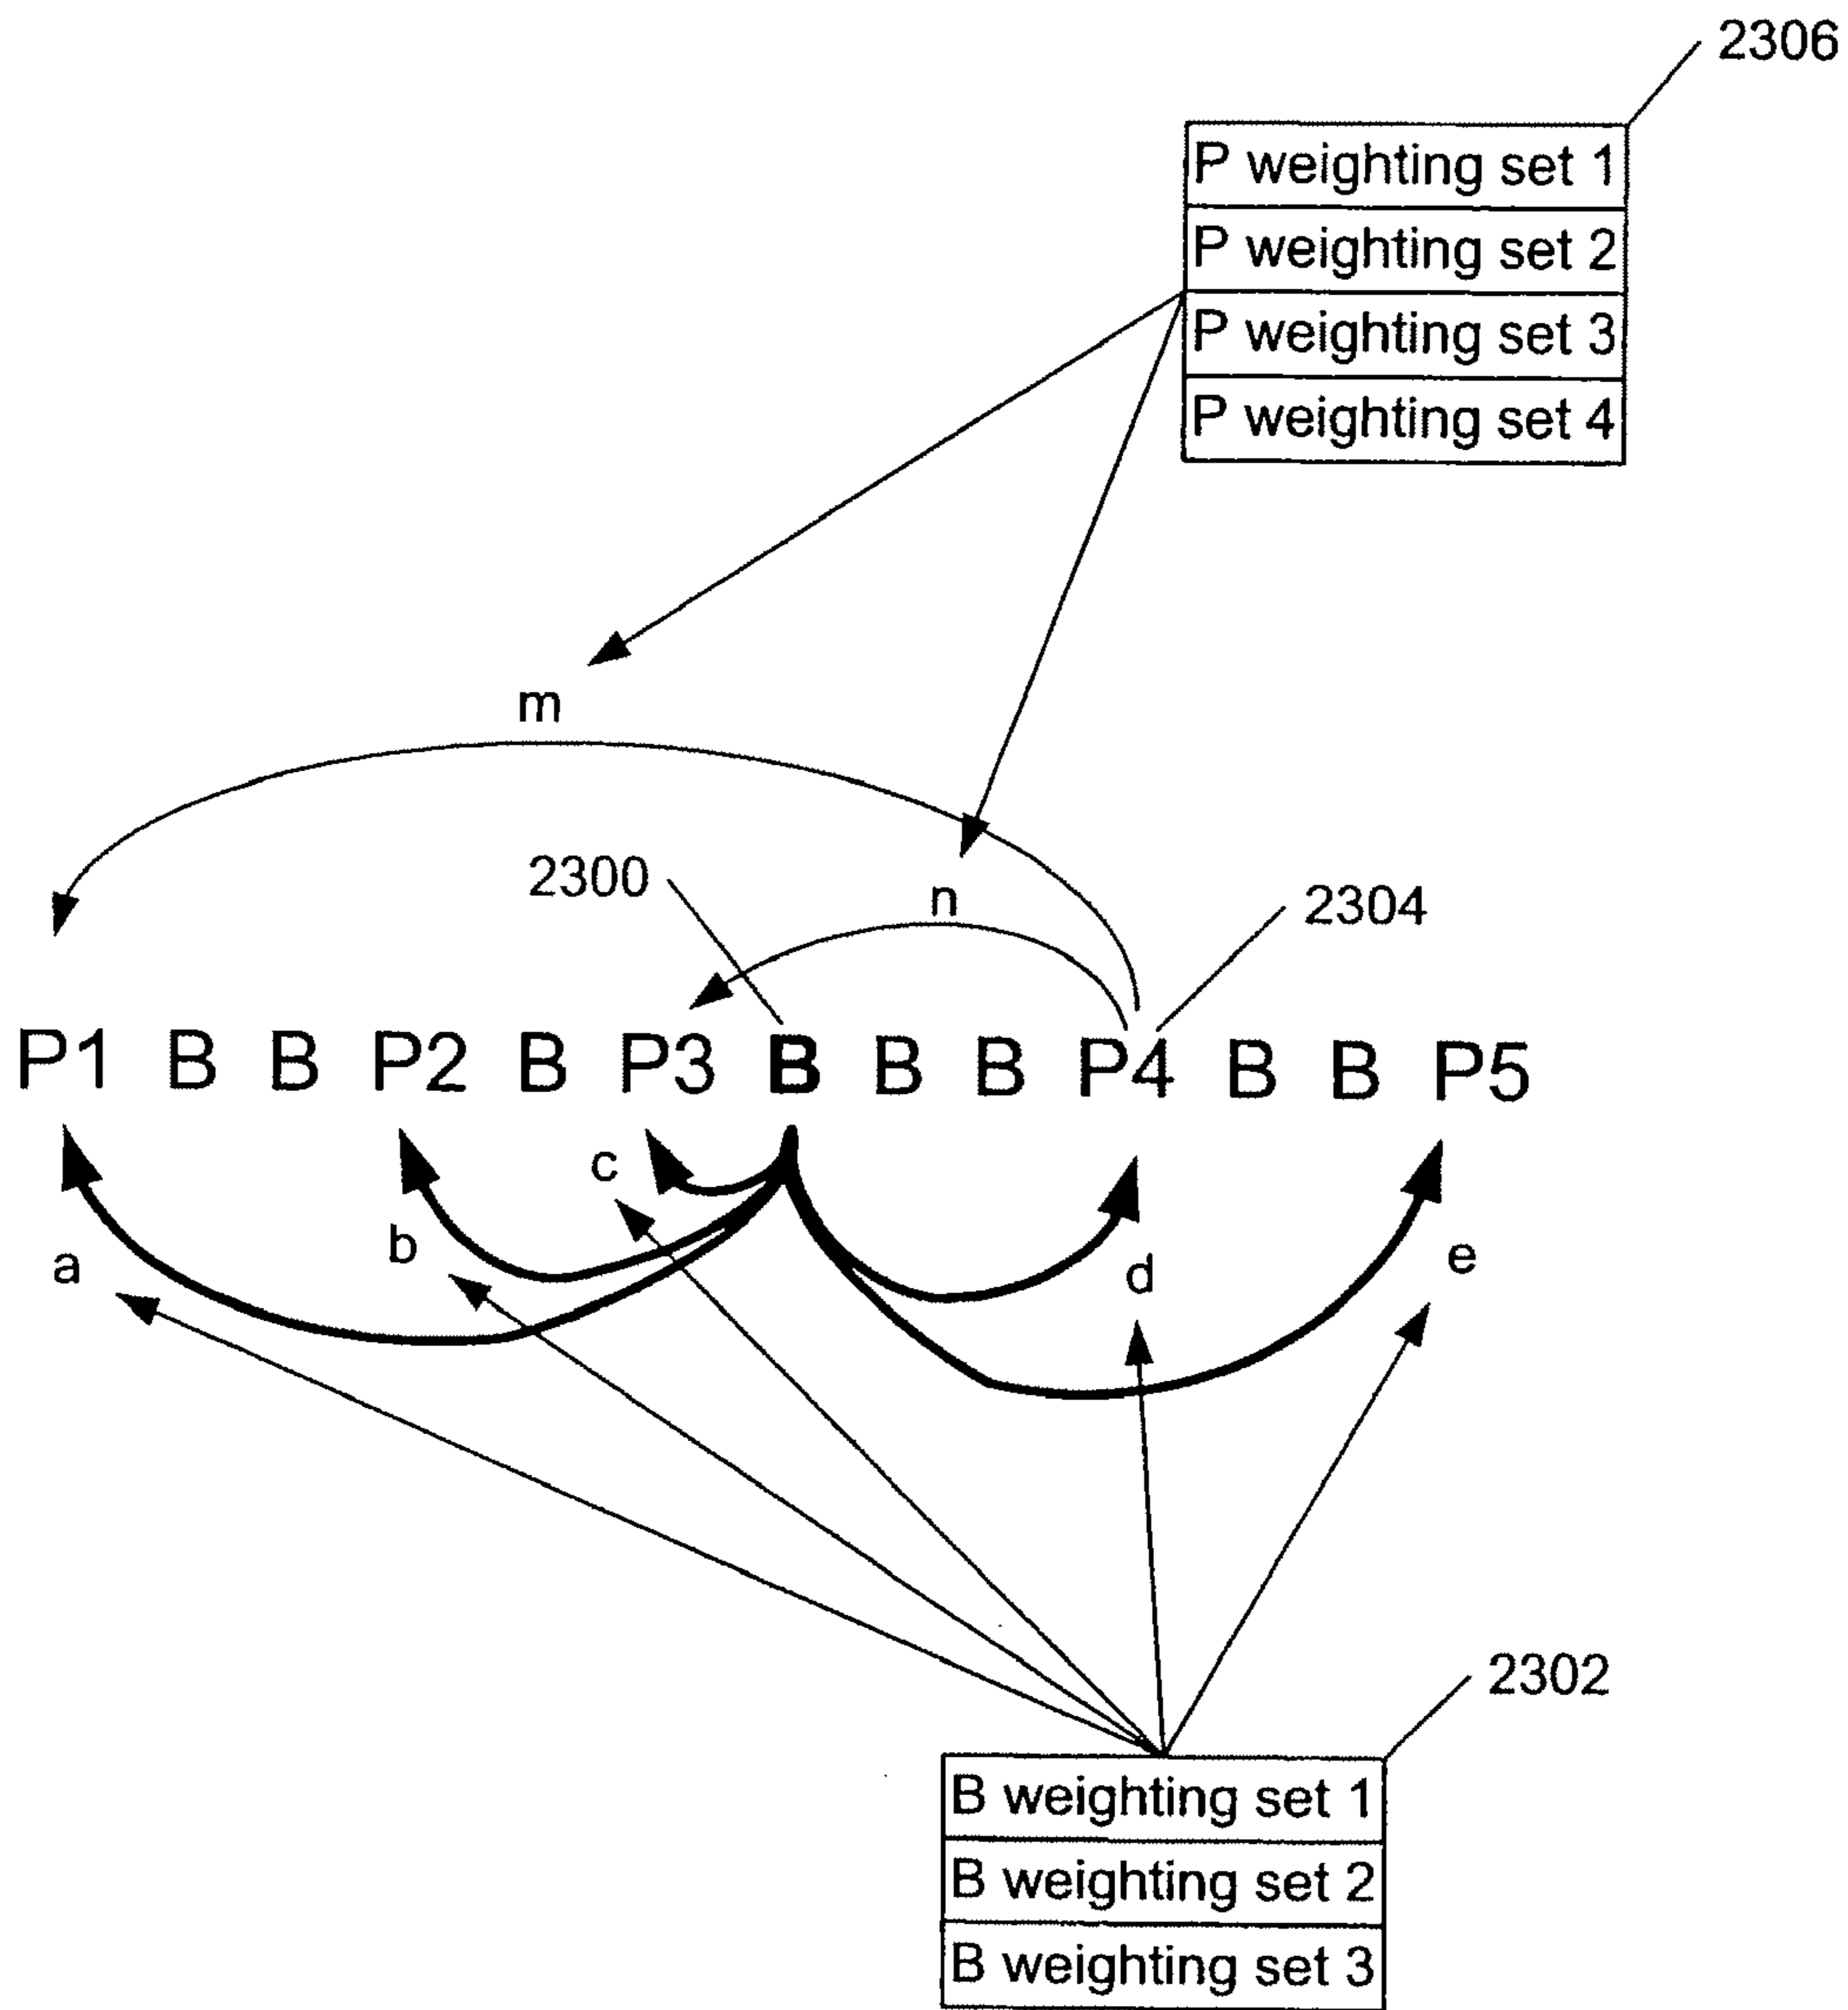 2306
P weighting set 1
P weighting set 2
P weighting set 3
P weighting set 4
m
2300
n
2304
P1 B B P2 B P3 B B B P4 B B P5
c
b
a
d
e
2302
B weighting set 1
B weighting set 2
B weighting set 3